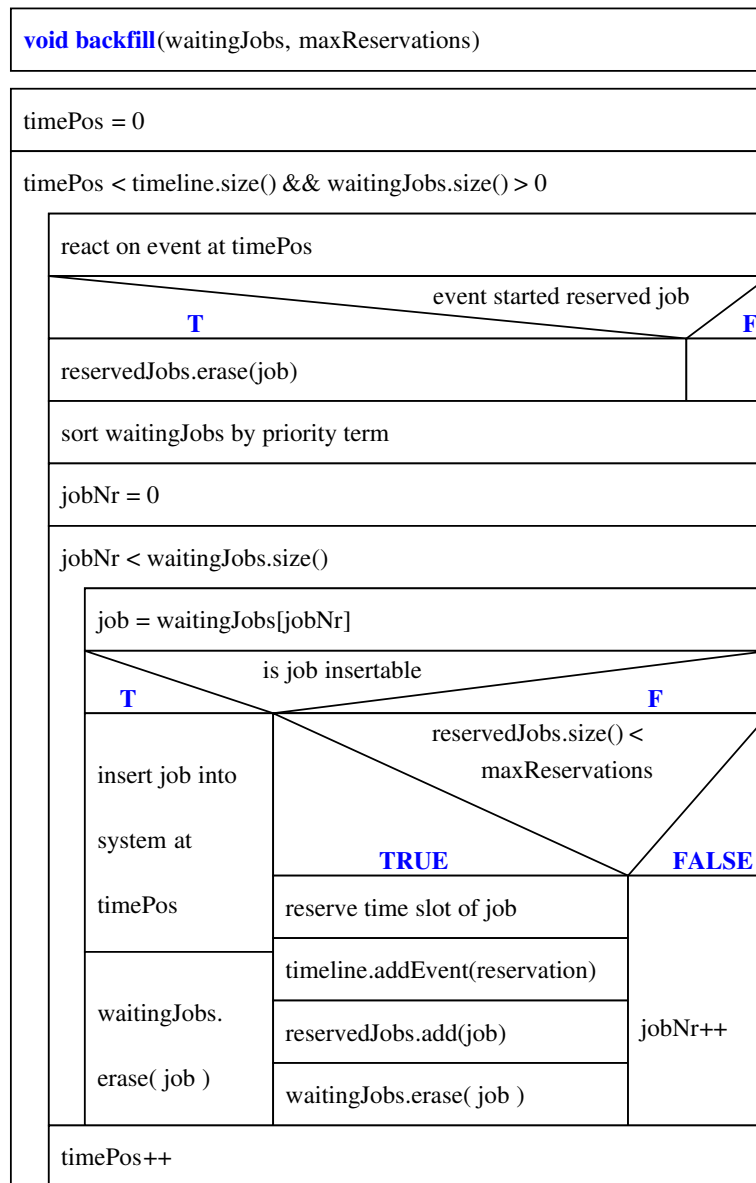 void backfill(waitingJobs, maxReservations)
timePos = 0
timePos < timeline.size() && waitingJobs.size() > 0
react on event at timePos
event started reserved job
T
F
reservedJobs.erase(job)
sort waitingJobs by priority term
jobNr = 0
jobNr < waitingJobs.size()
job = waitingJobs[jobNr]
is job insertable
T
F
insert job into
system at
timePos
waitingJobs.
erase( job )
reservedJobs.size() <
maxReservations
TRUE
FALSE
reserve time slot of job
timeline.addEvent(reservation)
reservedJobs.add(job)
waitingJobs.erase( job )
jobNr++
timePos++